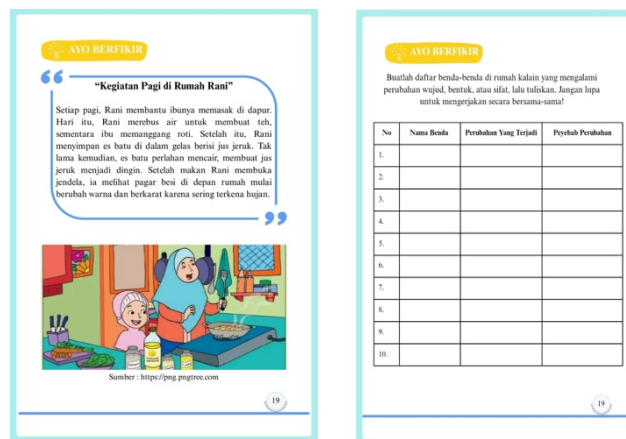 AYO BERFIKIR
“Kegiatan Pagi di Rumah Rani”
Setiap pagi, Rani membantu ibunya memasak di dapur.
Hari itu, Rani merebus air untuk membuat teh,
sementara ibu memanggang roti. Setelah itu, Rani
menyimpan es batu di dalam gelas berisi jus jeruk. Tak
lama kemudian, es batu perlahan mencair, membuat jus
jeruk menjadi dingin. Setelah makan Rani membuka
jendela, ia melihat pagar besi di depan rumah mulai
berubah warna dan berkarat karena sering terkena hujan.
Sumber : https://png.pngtree.com
19
AYO BERFIKIR
Buatlah daftar benda-benda di rumah kalain yang mengalami
perubahan wujud, bentuk, atau sifat, lalu tuliskan. Jangan lupa
untuk mengerjakan secara bersama-sama!
No Nama Benda Perubahan Yang Terjadi Peyebab Perubahan
1.
2.
3.
4.
5.
6.
7.
8.
9.
10.
19